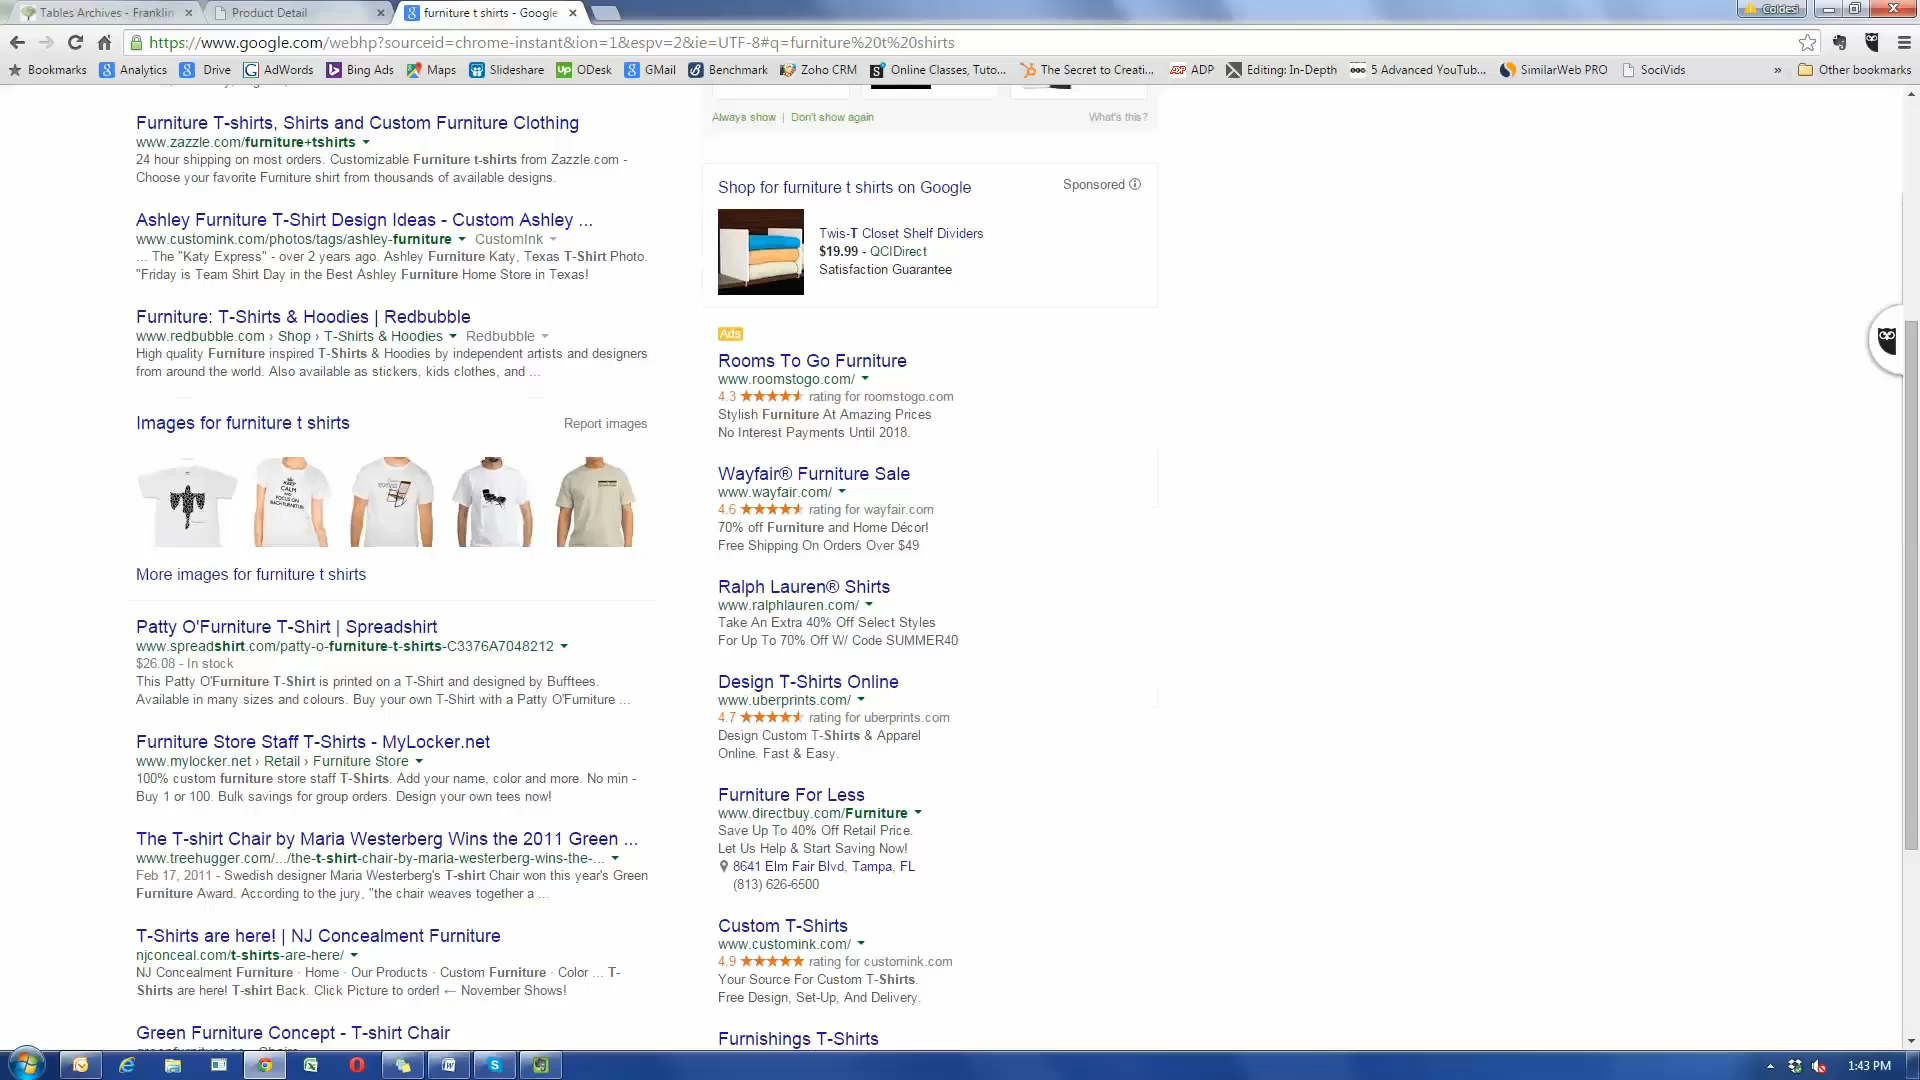 Tables Archives - Franklin
Product Detail
furniture t shirts - Google
Coldesi
https://www.google.com/webhp?sourceid=chrome-instant&ion=1&espv=2&ie=UTF-8#q=furniture%20t%20shirts
Bookmarks
Analytics
Drive
AdWords
Bing Ads
Maps
Slideshare
ODesk
GMail
Benchmark
Zoho CRM
Online Classes, Tuto...
The Secret to Creati...
ADP
Editing: In-Depth
5 Advanced YouTub...
SimilarWeb PRO
SociVids
»
Other bookmarks
Furniture T-shirts, Shirts and Custom Furniture Clothing
www.zazzle.com/furniture+tshirts
24 hour shipping on most orders. Customizable Furniture t-shirts from Zazzle.com -
Choose your favorite Furniture shirt from thousands of available designs.
Ashley Furniture T-Shirt Design Ideas - Custom Ashley ...
www.customink.com/photos/tags/ashley-furniture CustomInk
... The "Katy Express" - over 2 years ago. Ashley Furniture Katy, Texas T-Shirt Photo.
"Friday is Team Shirt Day in the Best Ashley Furniture Home Store in Texas!
Furniture: T-Shirts & Hoodies | Redbubble
www.redbubble.com › Shop › T-Shirts & Hoodies Redbubble
High quality Furniture inspired T-Shirts & Hoodies by independent artists and designers
from around the world. Also available as stickers, kids clothes, and ...
Images for furniture t shirts Report images
KEEP
CALM
AND
FOCUS ON
More images for furniture t shirts
Patty O'Furniture T-Shirt | Spreadshirt
www.spreadshirt.com/patty-o-furniture-t-shirts-C3376A7048212
$26.08 - In stock
This Patty O'Furniture T-Shirt is printed on a T-Shirt and designed by Bufftees.
Available in many sizes and colours. Buy your own T-Shirt with a Patty O'Furniture ...
Furniture Store Staff T-Shirts - MyLocker.net
www.mylocker.net › Retail › Furniture Store
100% custom furniture store staff T-Shirts. Add your name, color and more. No min -
Buy 1 or 100. Bulk savings for group orders. Design your own tees now!
The T-shirt Chair by Maria Westerberg Wins the 2011 Green ...
www.treehugger.com/.../the-t-shirt-chair-by-maria-westerberg-wins-the-...
Feb 17, 2011 - Swedish designer Maria Westerberg's T-shirt Chair won this year's Green
Furniture Award. According to the jury, "the chair weaves together a ...
T-Shirts are here! | NJ Concealment Furniture
njconceal.com/t-shirts-are-here/
NJ Concealment Furniture · Home · Our Products · Custom Furniture · Color ... T-
Shirts are here! T-shirt Back. Click Picture to order! ← November Shows!
Green Furniture Concept - T-shirt Chair
Always show | Don't show again What's this?
Shop for furniture t shirts on Google Sponsored
Twis-T Closet Shelf Dividers
$19.99 - QCIDirect
Satisfaction Guarantee
Ads
Rooms To Go Furniture
www.roomstogo.com/
4.3 rating for roomstogo.com
Stylish Furniture At Amazing Prices
No Interest Payments Until 2018.
Wayfair® Furniture Sale
www.wayfair.com/
4.6 rating for wayfair.com
70% off Furniture and Home Décor!
Free Shipping On Orders Over $49
Ralph Lauren® Shirts
www.ralphlauren.com/
Take An Extra 40% Off Select Styles
For Up To 70% Off W/ Code SUMMER40
Design T-Shirts Online
www.uberprints.com/
4.7 rating for uberprints.com
Design Custom T-Shirts & Apparel
Online. Fast & Easy.
Furniture For Less
www.directbuy.com/Furniture
Save Up To 40% Off Retail Price.
Let Us Help & Start Saving Now!
8641 Elm Fair Blvd, Tampa, FL
(813) 626-6500
Custom T-Shirts
www.customink.com/
4.9 rating for customink.com
Your Source For Custom T-Shirts.
Free Design, Set-Up, And Delivery.
Furnishings T-Shirts
1:43 PM